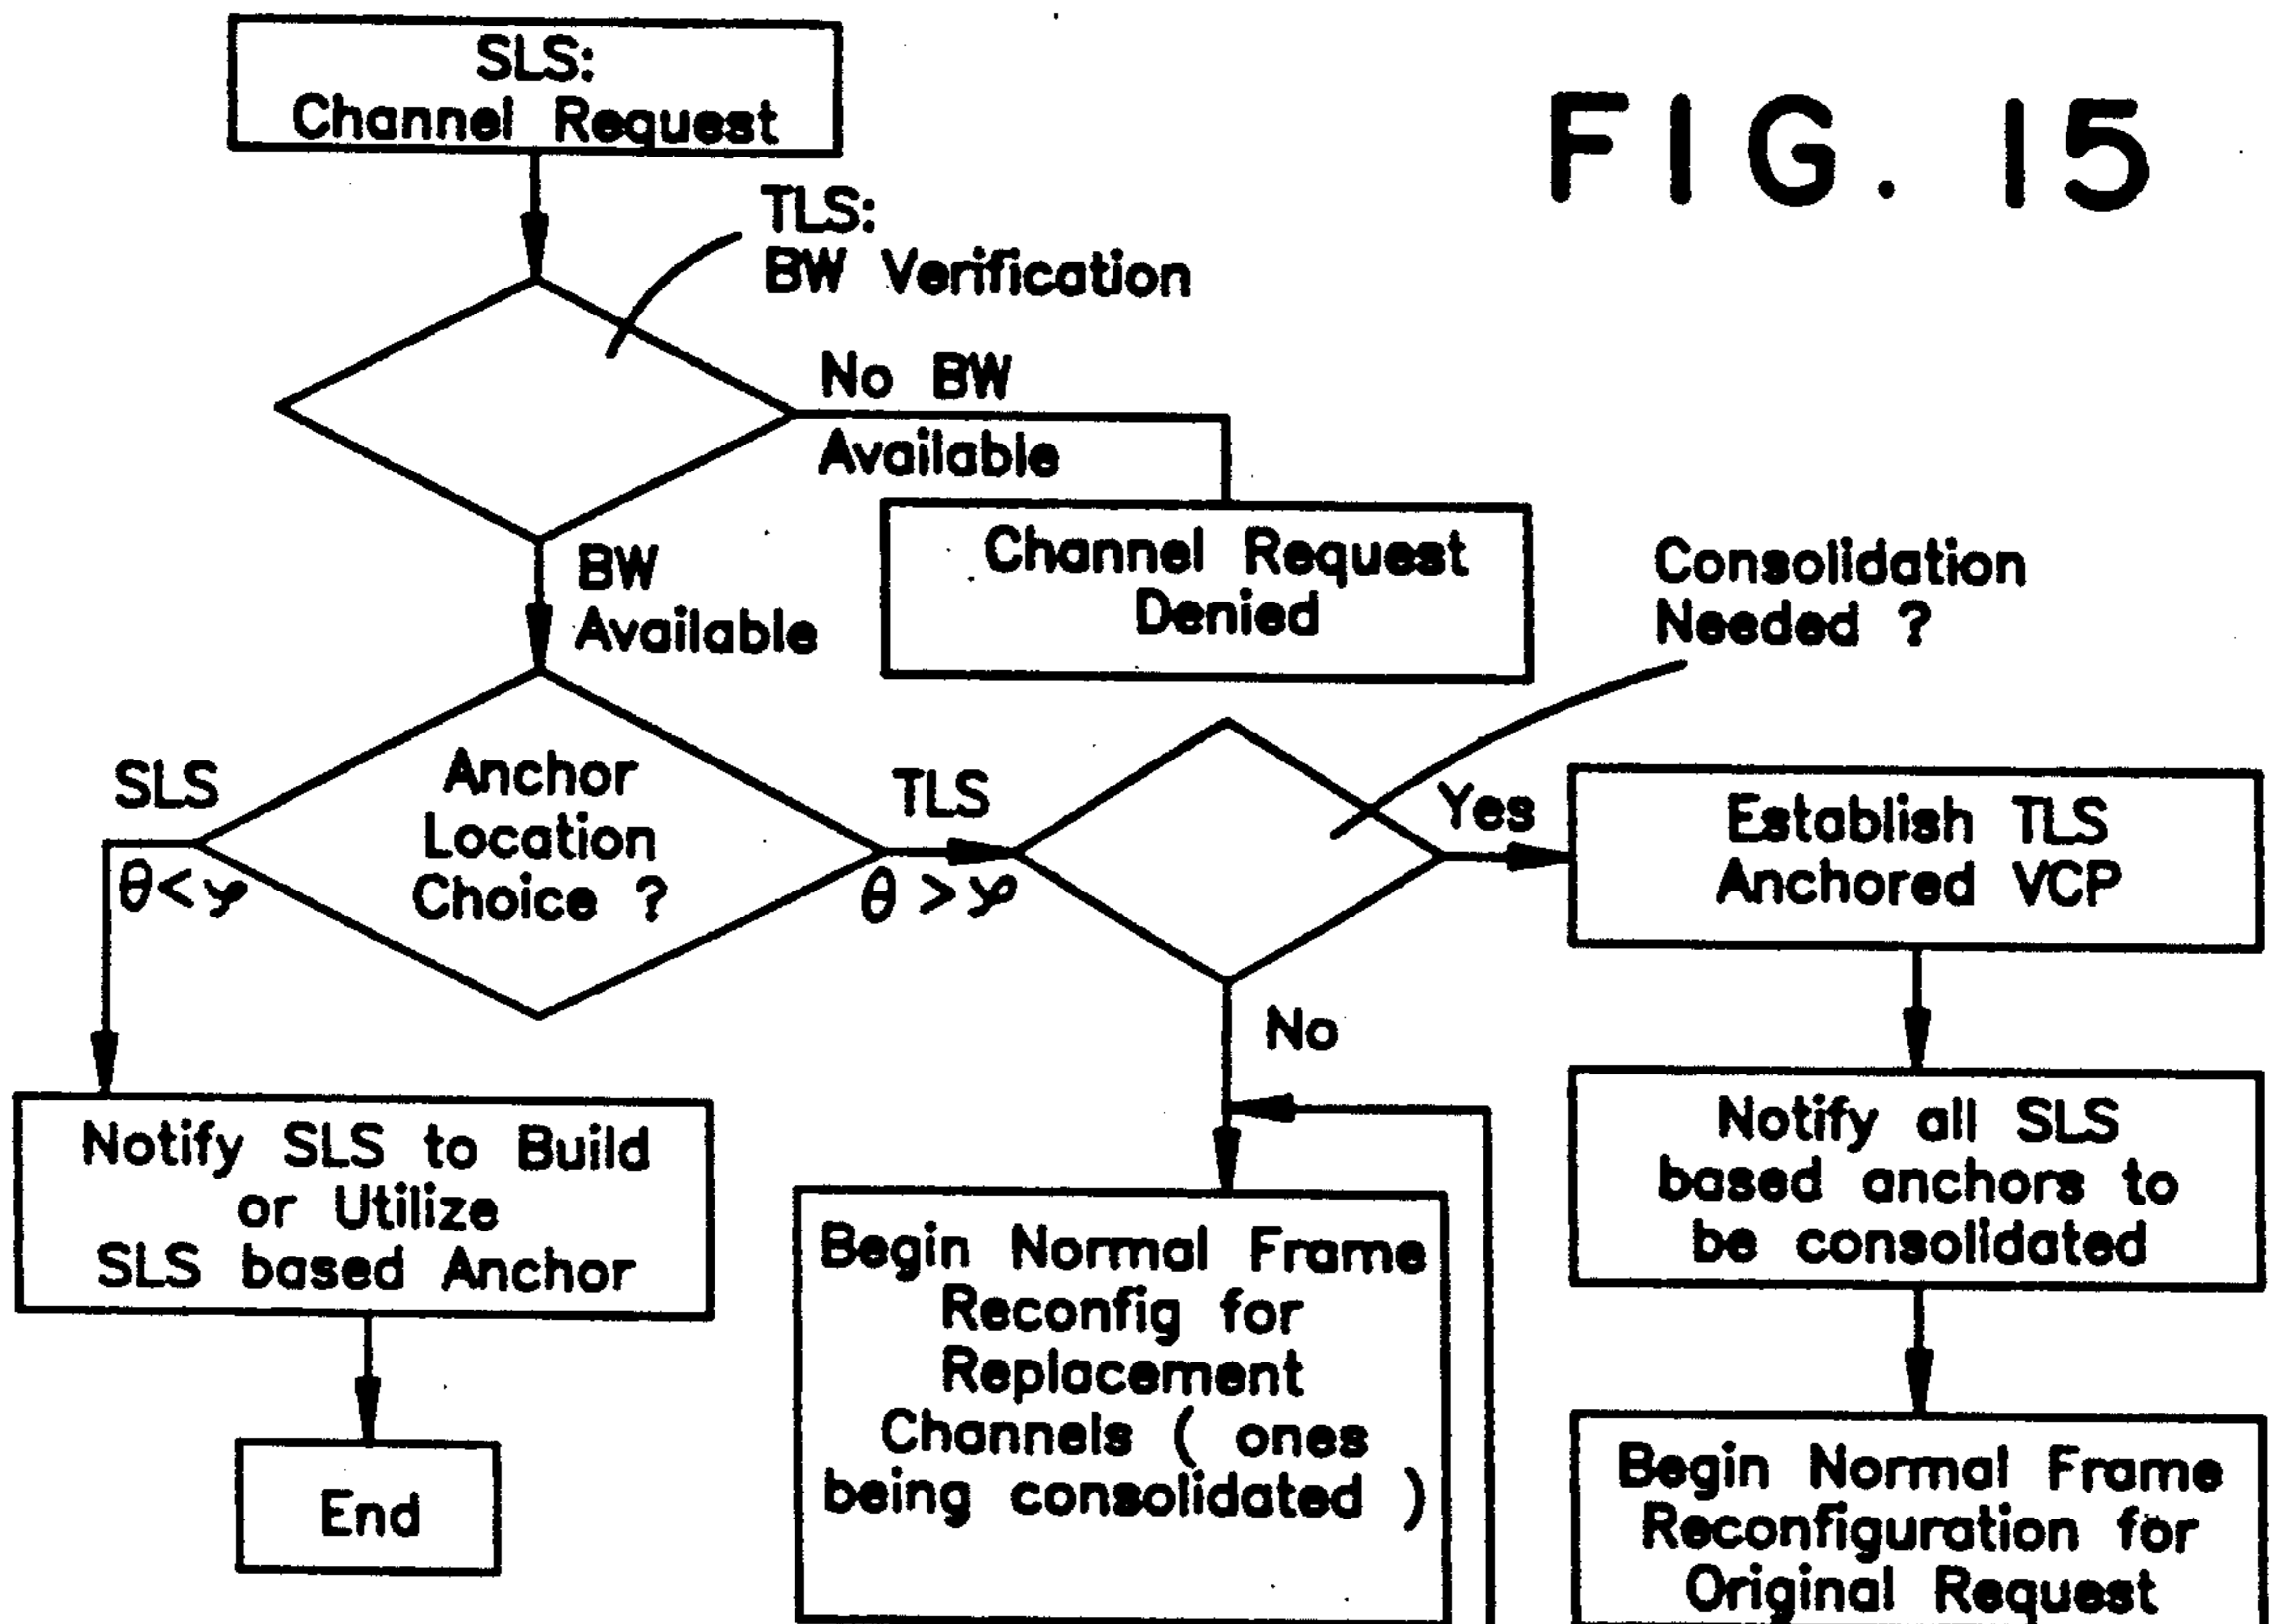 SLS:
Channel Request
FIG. 15
TLS:
BW Verification
No BW
Available
Channel Request
Denied
BW
Available
Consolidation
Needed ?
SLS
θ<φ
Anchor
Location
Choice ?
TLS
θ >φ
Yes
No
Establish TLS
Anchored VCP
Notify SLS to Build
or Utilize
SLS based Anchor
Notify all SLS
based anchors to
be consolidated
Begin Normal Frame
Reconfig for
Replacement
Channels ( ones
being consolidated )
End
Begin Normal Frame
Reconfiguration for
Original Request